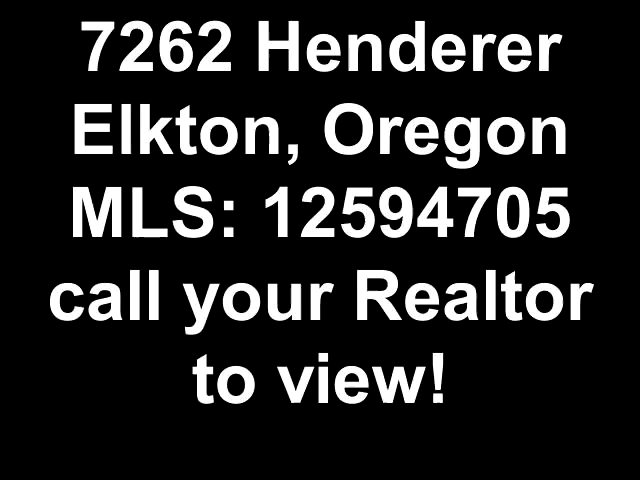 7262 Henderer
Elkton, Oregon
MLS: 12594705
call your Realtor
to view!